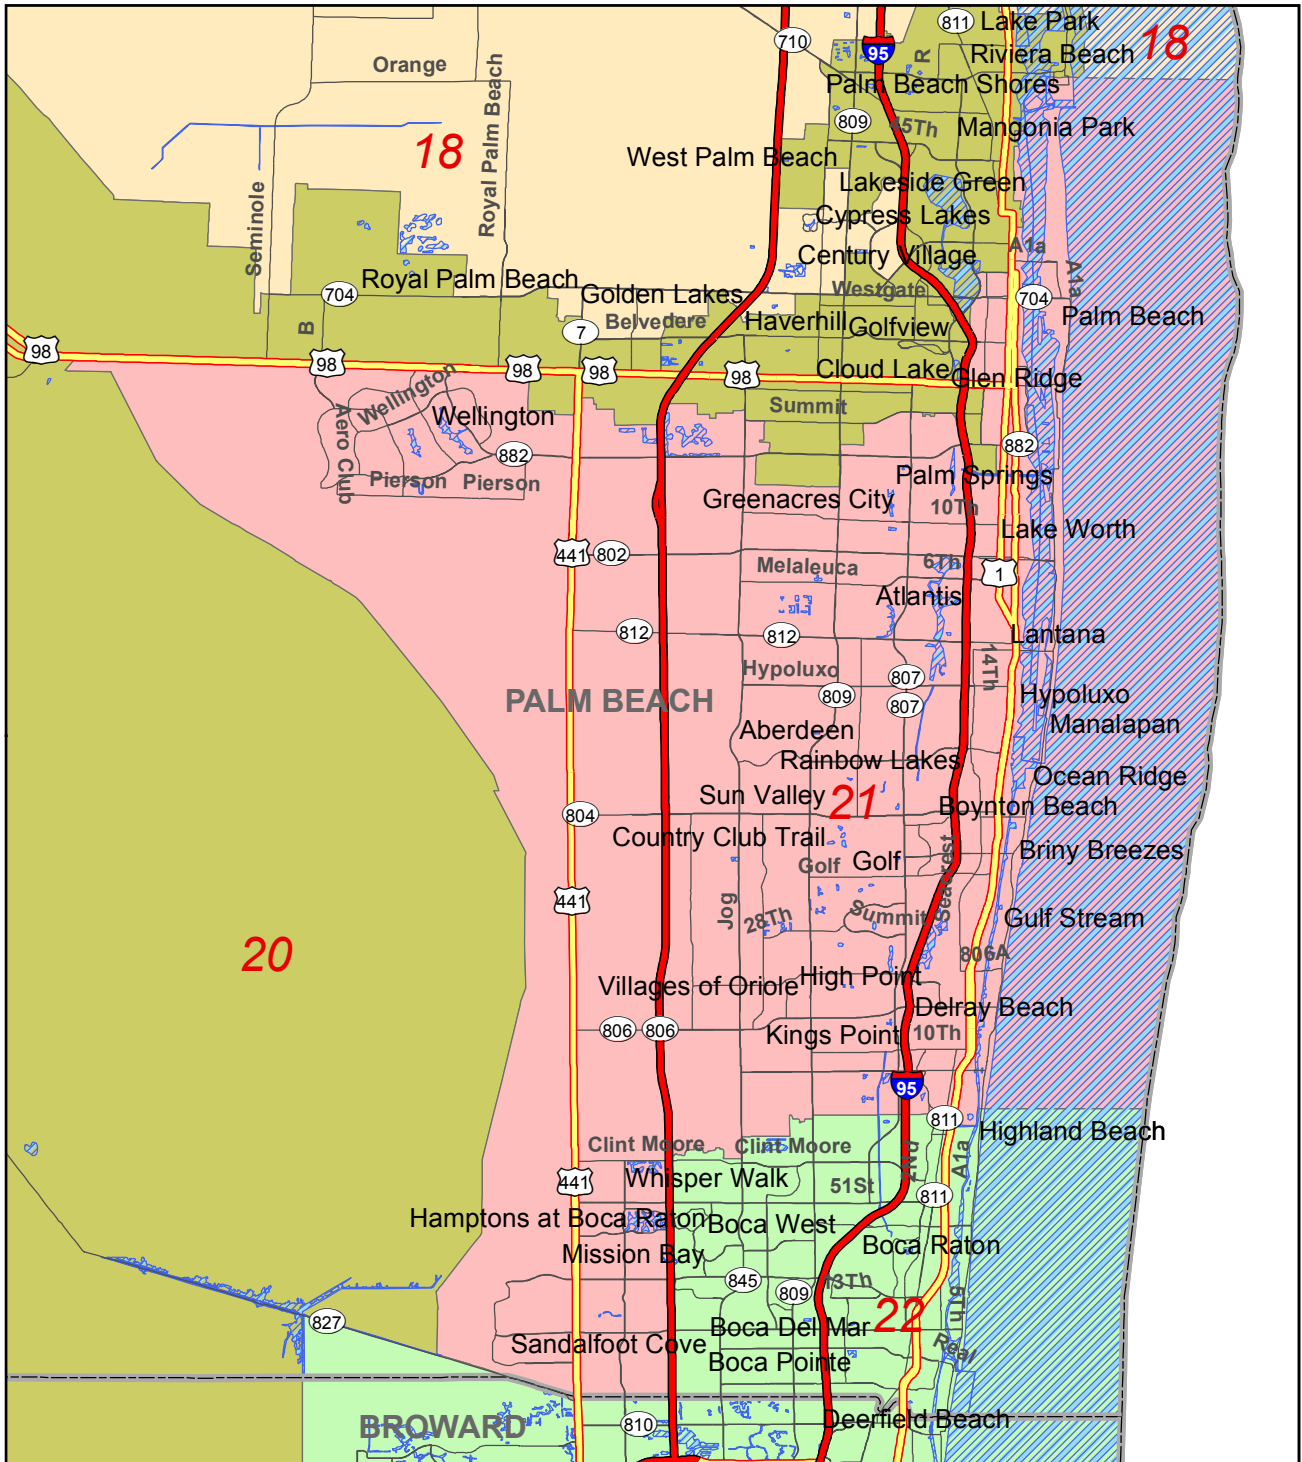 811 Lake Park
18
710
95
R
Riviera Beach
Orange
Royal Palm Beach
Palm Beach Shores
809
45Th
Mangonia Park
18
West Palm Beach
Lakeside Green
Seminole
Cypress Lakes
A1a
Century Village
A1a
Royal Palm Beach
704
Westgate
704
Golden Lakes
Palm Beach
B
7
Belvedere
Haverhill
Golfview
98
98
98
98
98
Cloud Lake
Glen Ridge
Wellington
Summit
Aero Club
Wellington
882
882
Pierson
Pierson
Palm Springs
Greenacres City
10Th
Lake Worth
441
802
Melaleuca
6Th
1
Atlantis
812
812
Lantana
14Th
Hypoluxo
807
PALM BEACH
809
807
Hypoluxo
Manalapan
Aberdeen
Rainbow Lakes
Ocean Ridge
Sun Valley
21
Boynton Beach
804
Country Club Trail
Golf
Golf
Seacrest
Briny Breezes
441
Jog
28Th
Summit
Gulf Stream
20
806A
Villages of Oriole
High Point
Delray Beach
806
806
Kings Point
10Th
95
811
Highland Beach
Clint Moore
Clint Moore
2Nd
A1a
441
Whisper Walk
51St
811
Hamptons at Boca Raton
Boca West
Mission Bay
Boca Raton
845
809
13Th
5Th
827
22
Boca Del Mar
Sandalfoot Cove
Real
Boca Pointe
BROWARD
810
Deerfield Beach